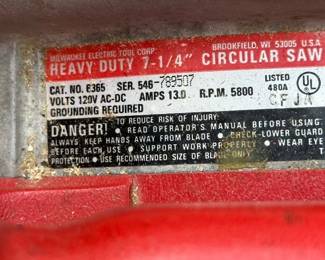 MILWAUKEE ELECTRIC TOOL CORP. BROOKFIELD, WI 53005 U.S.A.
HEAVY DUTY 7-1/4" CIRCULAR SAW
CAT. NO. E365 SER. 546-789507 LISTED
VOLTS 120V AC-DC AMPS 13.0 R.P.M. 5800 480A UL
GROUNDING REQUIRED CFJA
DANGER! TO REDUCE RISK OF INJURY:
• READ OPERATOR'S MANUAL BEFORE USING
ALWAYS, KEEP HANDS AWAY FROM BLADE. • CHECK-LOWER GUARD
BEFORE EACH USE • SUPPORT WORK PROPERLY • WEAR EYE
PROTECTION • USE RECOMMENDED SIZE OF BLADE ONLY.